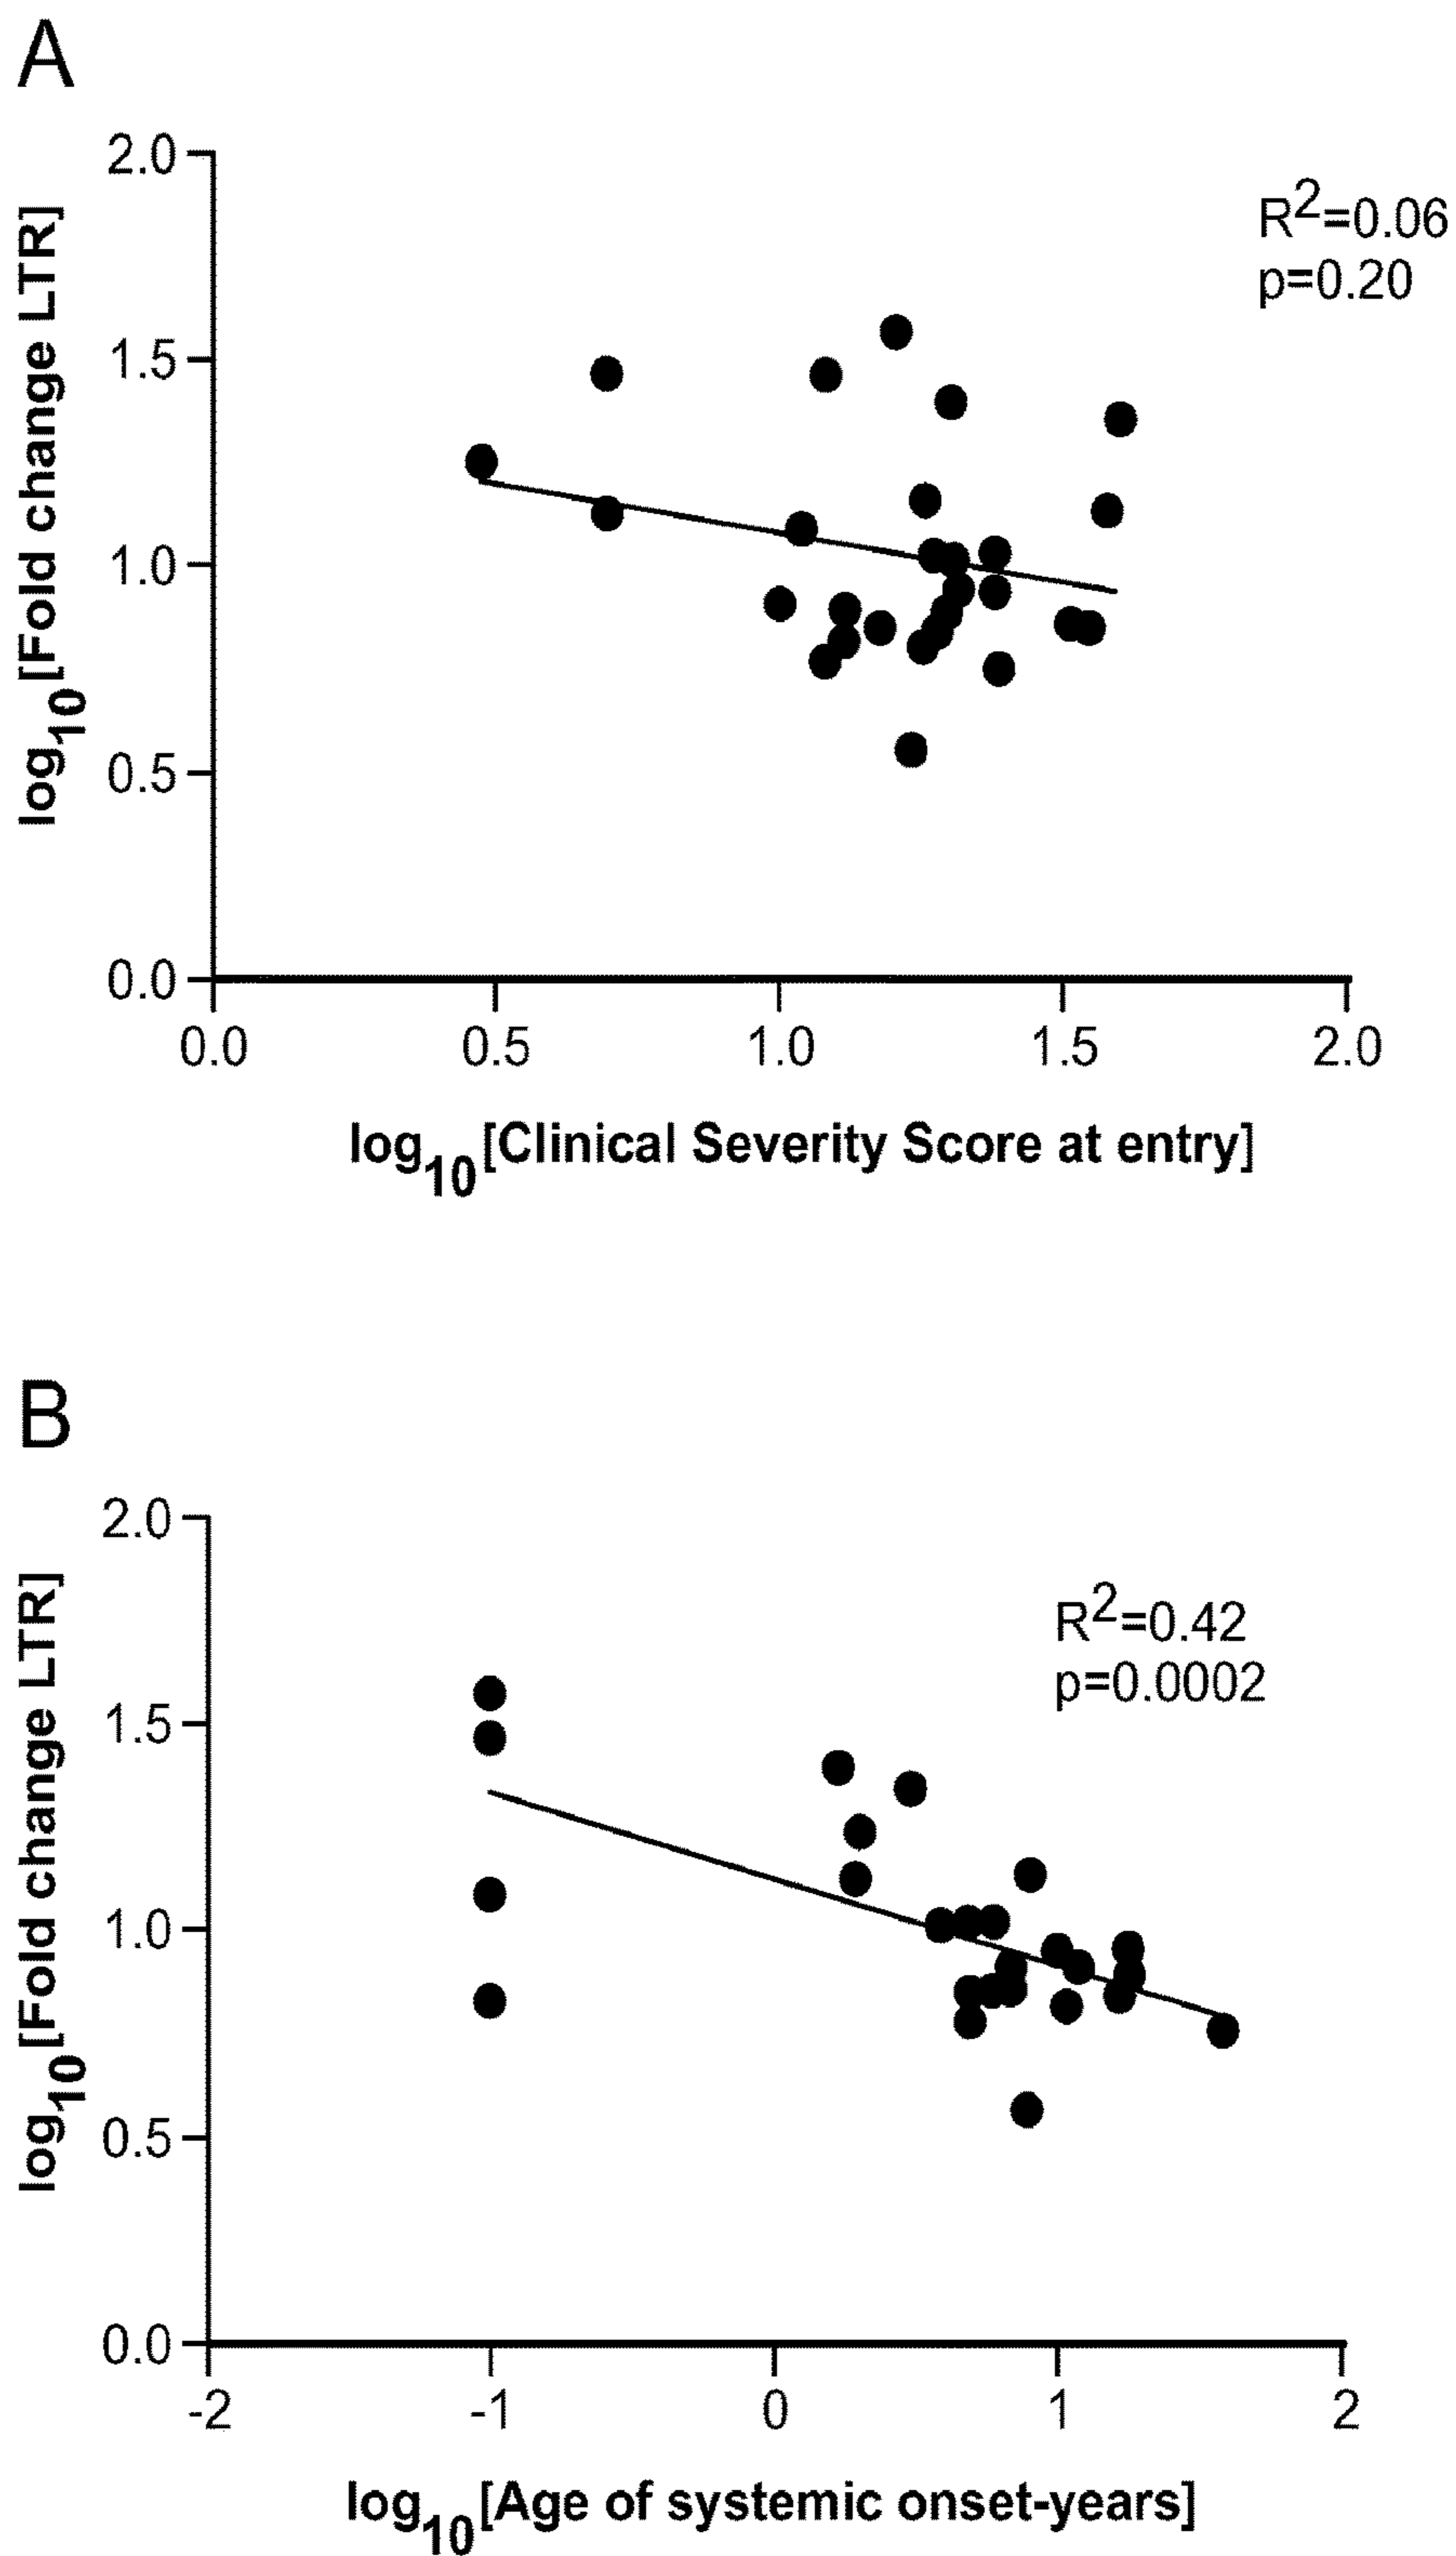 A
log10[Fold change LTR]
2.0
1.5
1.0
0.5
0.0
R2=0.06
p=0.20
0.0 0.5 1.0 1.5 2.0
log10[Clinical Severity Score at entry]
B
log10[Fold change LTR]
2.0
1.5
1.0
0.5
0.0
R2=0.42
p=0.0002
-2 -1 0 1 2
log10[Age of systemic onset-years]